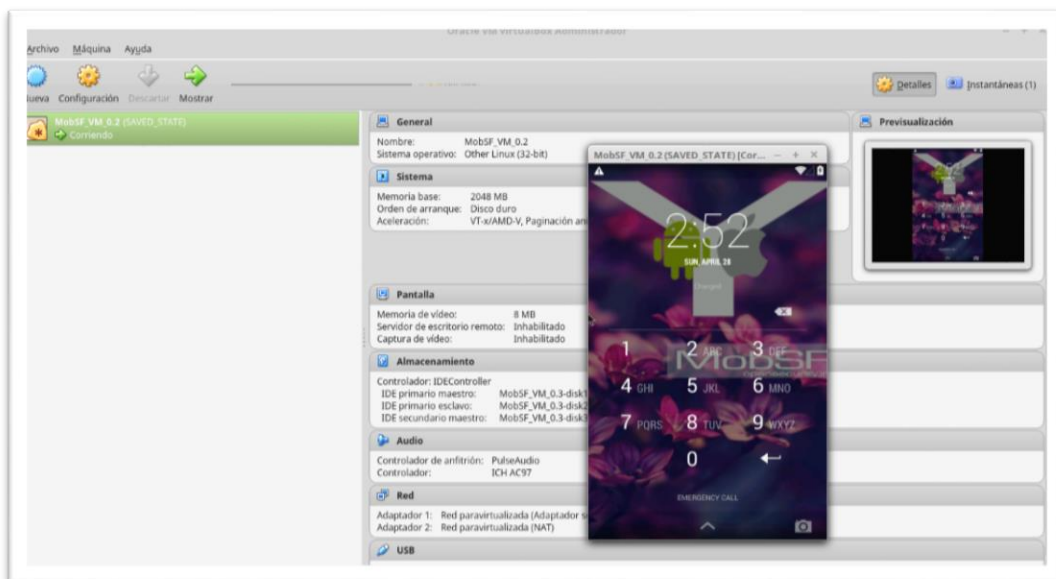 Oracle VM VirtualBox Administrador
Archivo Máquina Ayuda
Nueva Configuración Descartar Mostrar
Detalles Instantáneas (1)
MobSF_VM_0.2 (SAVED_STATE)
Corriendo
General
Nombre: MobSF_VM_0.2
Sistema operativo: Other Linux (32-bit)
Sistema
Memoria base: 2048 MB
Orden de arranque: Disco duro
Aceleración: VT-x/AMD-V, Paginación
Pantalla
Memoria de vídeo: 8 MB
Servidor de escritorio remoto: Inhabilitado
Captura de vídeo: Inhabilitado
Almacenamiento
Controlador: IDEController
IDE primario maestro: MobSF_VM_0.3-disk1
IDE primario esclavo: MobSF_VM_0.3-disk2
IDE secundario maestro: MobSF_VM_0.3-disk3
Audio
Controlador de anfitrión: PulseAudio
Controlador: ICH AC97
Red
Adaptador 1: Red paravirtualizada (Adaptador
Adaptador 2: Red paravirtualizada (NAT)
USB
Previsualización
MobSF_VM_0.2 (SAVED_STATE) [Cor...
2:52
SUN, APRIL 28
Charged
1 2 ABC 3 DEF
MobSF
4 GHI 5 JKL 6 MNO
7 PQRS 8 TUV 9 WXYZ
0
EMERGENCY CALL